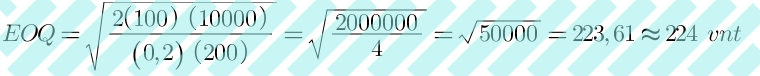 EOQ = √(2(100) (10000) / (0,2) (200)) = √(2000000 / 4) = √50000 = 223,61 ≈ 224 vnt